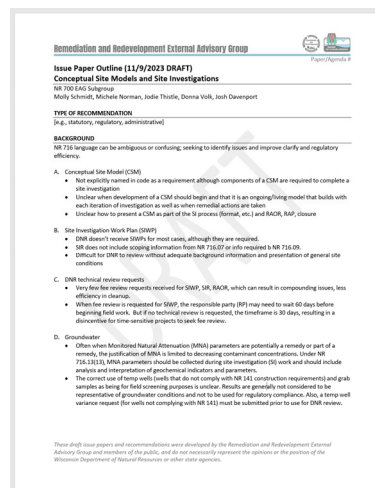 Remediation and Redevelopment External Advisory Group
Paper/Agenda #
Issue Paper Outline (11/9/2023 DRAFT)
Conceptual Site Models and Site Investigations
NR 700 EAG Subgroup
Molly Schmidt, Michele Norman, Jodie Thistle, Donna Volk, Josh Davenport
TYPE OF RECOMMENDATION
[e.g., statutory, regulatory, administrative]
BACKGROUND
NR 716 language can be ambiguous or confusing; seeking to identify issues and improve clarify and regulatory
efficiency.
A. Conceptual Site Model (CSM)
• Not explicitly named in code as a requirement although components of a CSM are required to complete a
site investigation
• Unclear when development of a CSM should begin and that it is an ongoing/living model that builds with
each iteration of investigation as well as when remedial actions are taken
• Unclear how to present a CSM as part of the SI process (format, etc.) and RAOR, RAP, closure
B. Site Investigation Work Plan (SIWP)
• DNR doesn't receive SIWPs for most cases, although they are required.
• SIR does not include scoping information from NR 716.07 or info required b NR 716.09.
• Difficult for DNR to review without adequate background information and presentation of general site
conditions
C. DNR technical review requests
• Very few fee review requests received for SIWP, SIR, RAOR, which can result in compounding issues, less
efficiency in cleanup.
• When fee review is requested for SIWP, the responsible party (RP) may need to wait 60 days before
beginning field work. But if no technical review is requested, the timeframe is 30 days, resulting in a
disincentive for time-sensitive projects to seek fee review.
D. Groundwater
• Often when Monitored Natural Attenuation (MNA) parameters are potentially a remedy or part of a
remedy, the justification of MNA is limited to decreasing contaminant concentrations. Under NR
716.13(13), MNA parameters should be collected during site investigation (SI) work and should include
analysis and interpretation of geochemical indicators and parameters.
• The correct use of temp wells (wells that do not comply with NR 141 construction requirements) and grab
samples as being for field screening purposes is unclear. Results are generally not considered to be
representative of groundwater conditions and not to be used for regulatory compliance. Also, a temp well
variance request (for wells not complying with NR 141) must be submitted prior to use for DNR review.
DRAFT
These draft issue papers and recommendations were developed by the Remediation and Redevelopment External
Advisory Group and members of the public, and do not necessarily represent the opinions or the position of the
Wisconsin Department of Natural Resources or other state agencies.